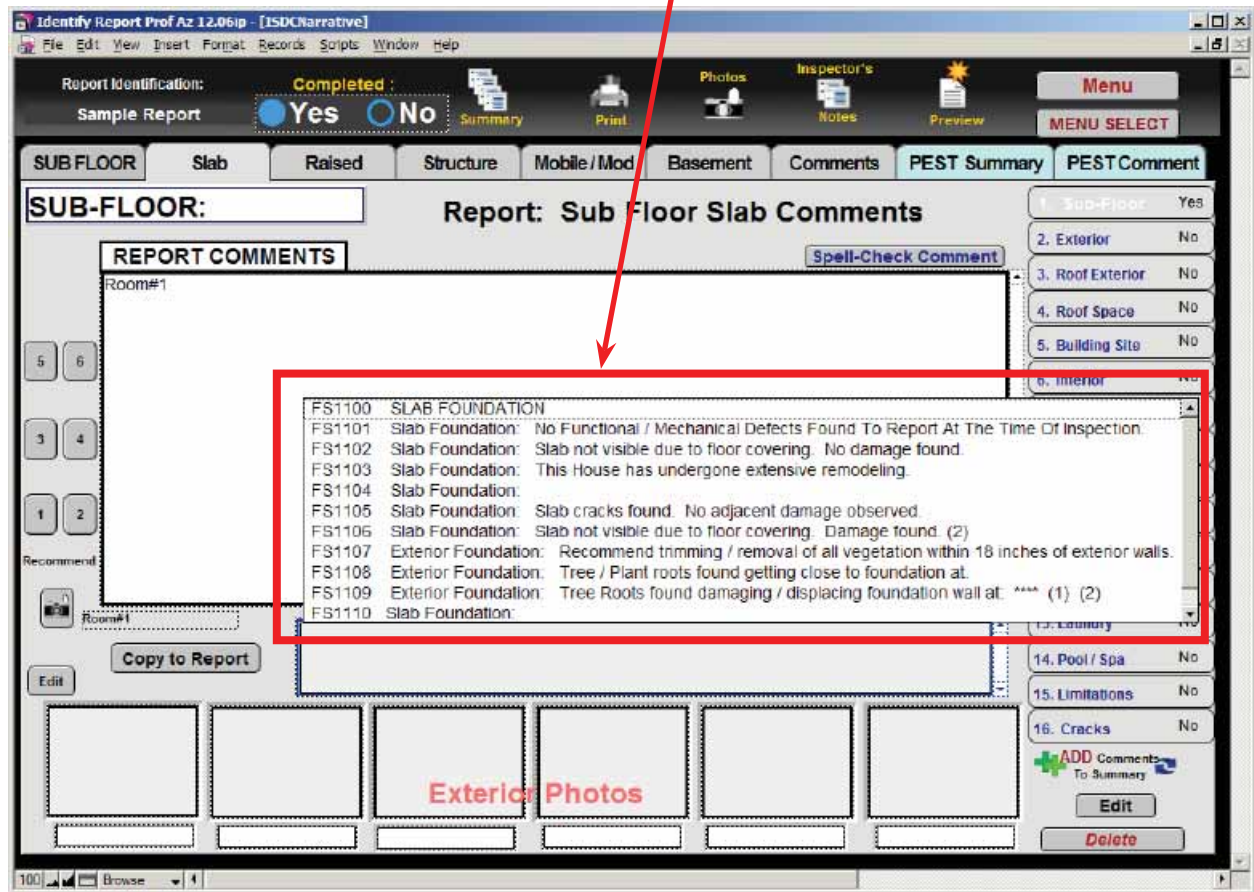 Identify Report Prof Az 12.06ip - [ISDCNarrative]
File Edit View Insert Format Records Scripts Window Help
Report Identification:
Sample Report
Completed :
Yes No
Summary
Print
Photos
Inspector's
Notes
Preview
Menu
MENU SELECT
SUB FLOOR Slab Raised Structure Mobile / Mod Basement Comments PEST Summary PEST Comment
SUB-FLOOR:
Report: Sub Floor Slab Comments
REPORT COMMENTS
Spell-Check Comment
Room#1
1. Sub-Floor Yes
2. Exterior No
3. Roof Exterior No
4. Roof Space No
5. Building Site No
6. Interior No
5 6
3 4
1 2
Recommend
FS1100 SLAB FOUNDATION
FS1101 Slab Foundation: No Functional / Mechanical Defects Found To Report At The Time Of Inspection.
FS1102 Slab Foundation: Slab not visible due to floor covering. No damage found.
FS1103 Slab Foundation: This House has undergone extensive remodeling.
FS1104 Slab Foundation:
FS1105 Slab Foundation: Slab cracks found. No adjacent damage observed.
FS1106 Slab Foundation: Slab not visible due to floor covering. Damage found. (2)
FS1107 Exterior Foundation: Recommend trimming / removal of all vegetation within 18 inches of exterior walls.
FS1108 Exterior Foundation: Tree / Plant roots found getting close to foundation at.
FS1109 Exterior Foundation: Tree Roots found damaging / displacing foundation wall at: **** (1) (2)
FS1110 Slab Foundation:
Room#1
Copy to Report
Edit
13. Laundry No
14. Pool / Spa No
15. Limitations No
16. Cracks No
ADD Comments
To Summary
Edit
Delete
Exterior Photos
100 Browse